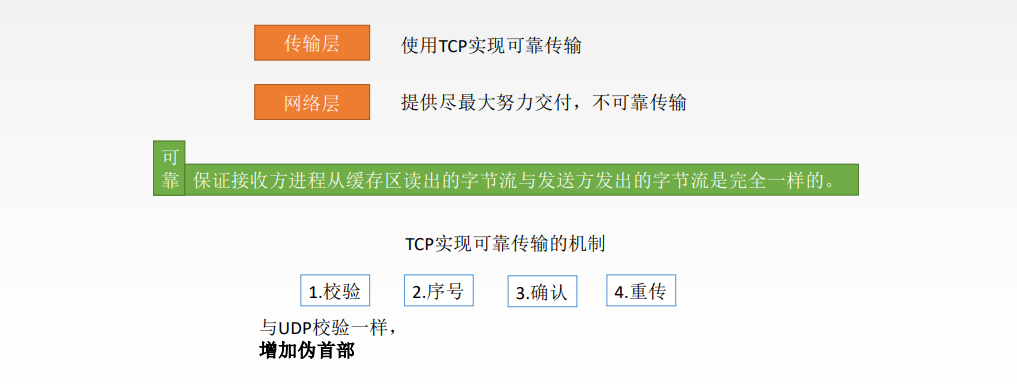 传输层 使用TCP实现可靠传输
网络层 提供尽最大努力交付，不可靠传输
可靠
保证接收方进程从缓存区读出的字节流与发送方发出的字节流是完全一样的。
TCP实现可靠传输的机制
1.校验 2.序号 3.确认 4.重传
与UDP校验一样，
增加伪首部